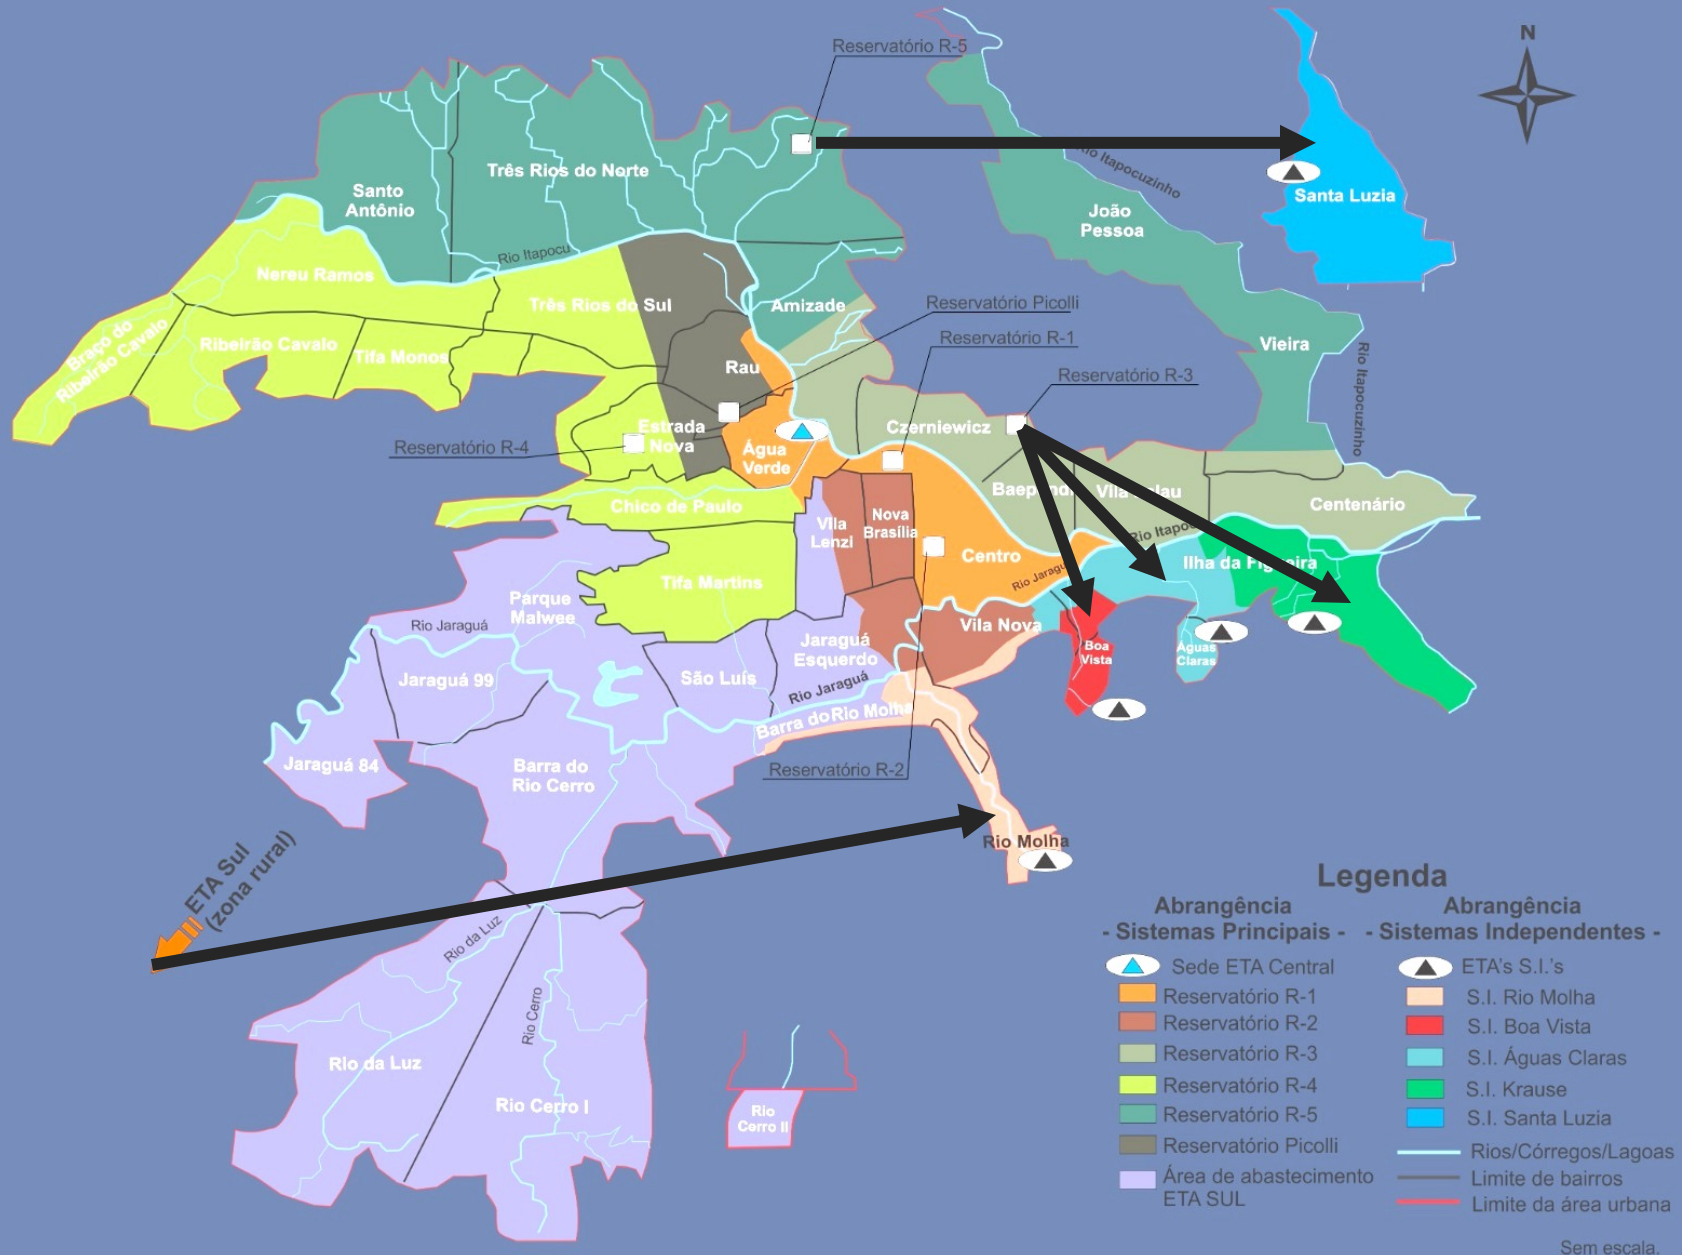 Reservatório R-5
N
Santo
Antônio
Três Rios do Norte
Rio Itapocuzinho
João
Pessoa
Santa Luzia
Rio Itapocu
Nereu Ramos
Três Rios do Sul
Amizade
Reservatório Picolli
Reservatório R-1
Reservatório R-3
Braço do
Ribeirão Cavalo
Ribeirão Cavalo
Tifa Monos
Rau
Vieira
Rio Itapocuzinho
Estrada
Nova
Reservatório R-4
Água
Verde
Czerniewicz
Chico de Paulo
Vila
Lenzi
Nova
Brasília
Centro
Centenário
Rio Itapoc
Ilha da Figueira
Tifa Martins
Parque
Malwee
Rio Jaraguá
Rio Jaragu
Vila Nova
Boa
Vista
Águas
Claras
Jaraguá
Esquerdo
Jaraguá 99
São Luís
Rio Jaraguá
Barra do Rio Molha
Jaraguá 84
Barra do
Rio Cerro
Reservatório R-2
Rio Molha
ETA Sul
(zona rural)
Rio da Luz
Rio Cerro
Rio da Luz
Rio Cerro I
Rio
Cerro II
Legenda
Abrangência
- Sistemas Principais -
Sede ETA Central
Reservatório R-1
Reservatório R-2
Reservatório R-3
Reservatório R-4
Reservatório R-5
Reservatório Picolli
Área de abastecimento
ETA SUL
Abrangência
- Sistemas Independentes -
ETA's S.I.'s
S.I. Rio Molha
S.I. Boa Vista
S.I. Águas Claras
S.I. Krause
S.I. Santa Luzia
Rios/Córregos/Lagoas
Limite de bairros
Limite da área urbana
Sem escala.